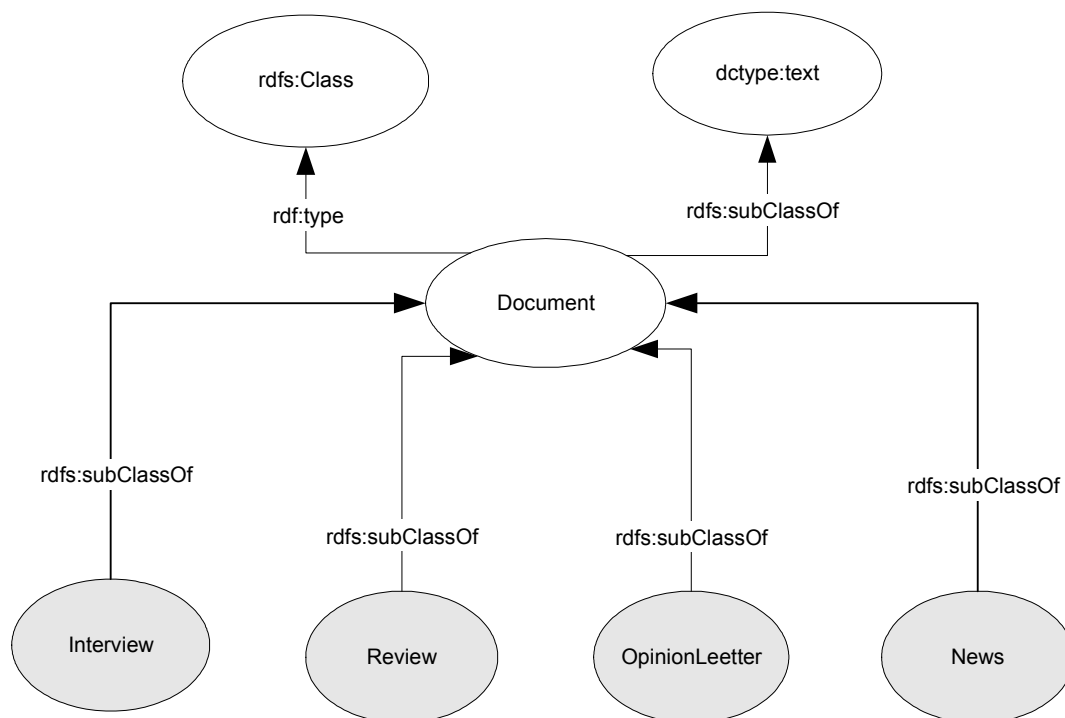 rdfs:Class
dctype:text
rdf:type
rdfs:subClassOf
Document
rdfs:subClassOf
rdfs:subClassOf
rdfs:subClassOf
rdfs:subClassOf
Interview
Review
OpinionLeetter
News